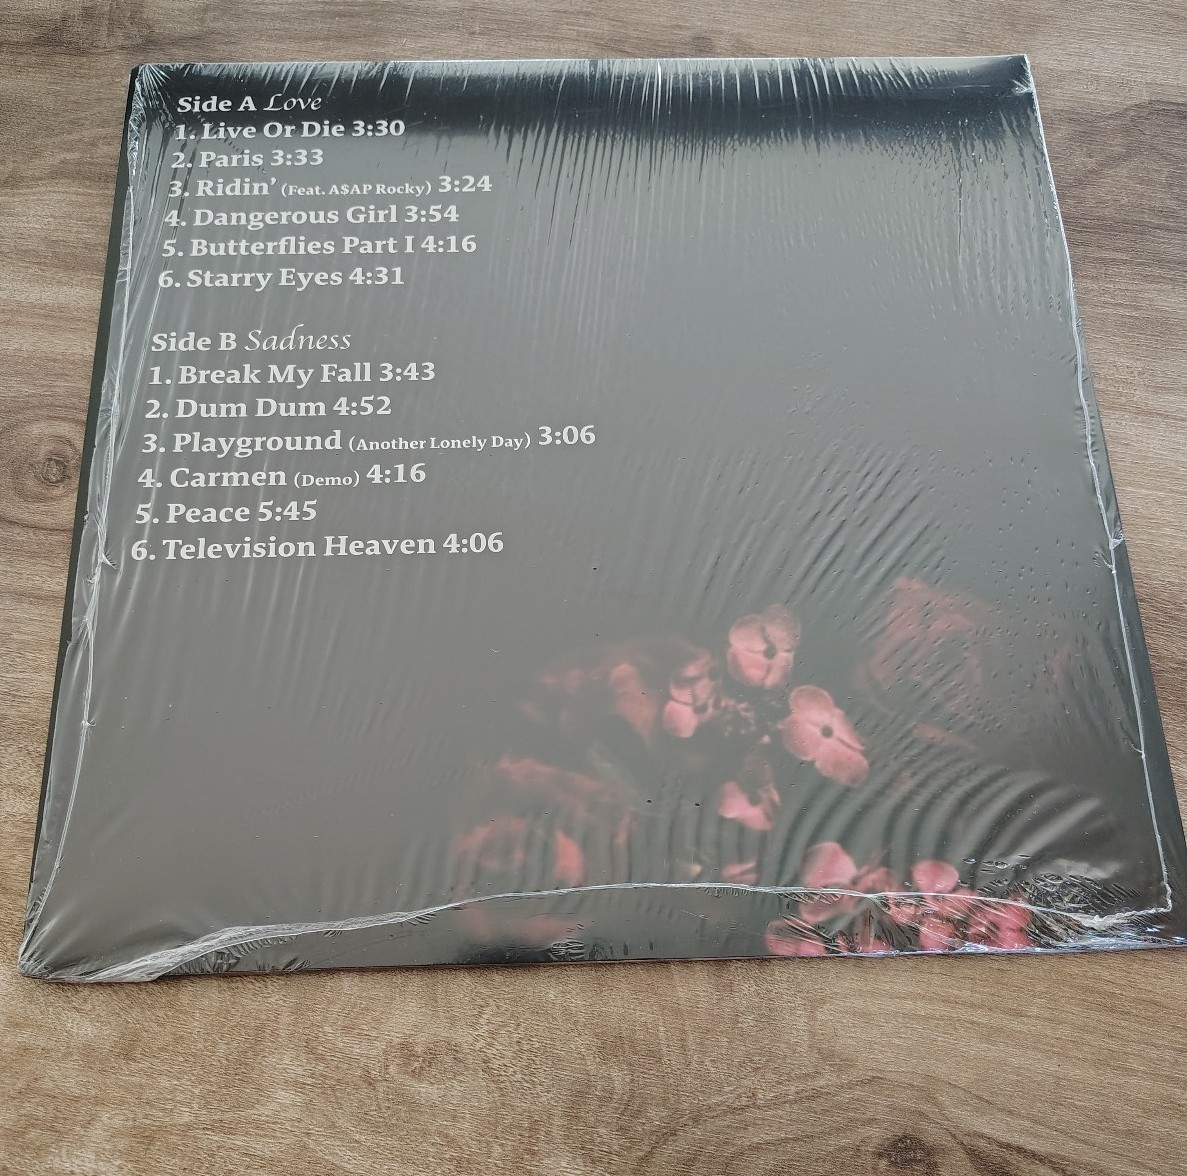 Side A Love
1. Live Or Die 3:30
2. Paris 3:33
3. Ridin' (Feat. A$AP Rocky) 3:24
4. Dangerous Girl 3:54
5. Butterflies Part I 4:16
6. Starry Eyes 4:31
Side B Sadness
1. Break My Fall 3:43
2. Dum Dum 4:52
3. Playground (Another Lonely Day) 3:06
4. Carmen (Demo) 4:16
5. Peace 5:45
6. Television Heaven 4:06